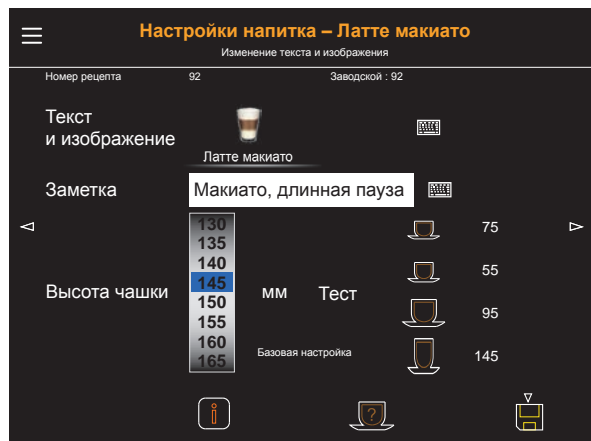 Настройки напитка – Латте макиато
Изменение текста и изображения
Номер рецепта 92 Заводской : 92
Текст
и изображение
Латте макиато
Заметка Макиато, длинная пауза
130
135
140
145
150
155
160
165
Высота чашки мм Тест
Базовая настройка
75
55
95
145
i
?